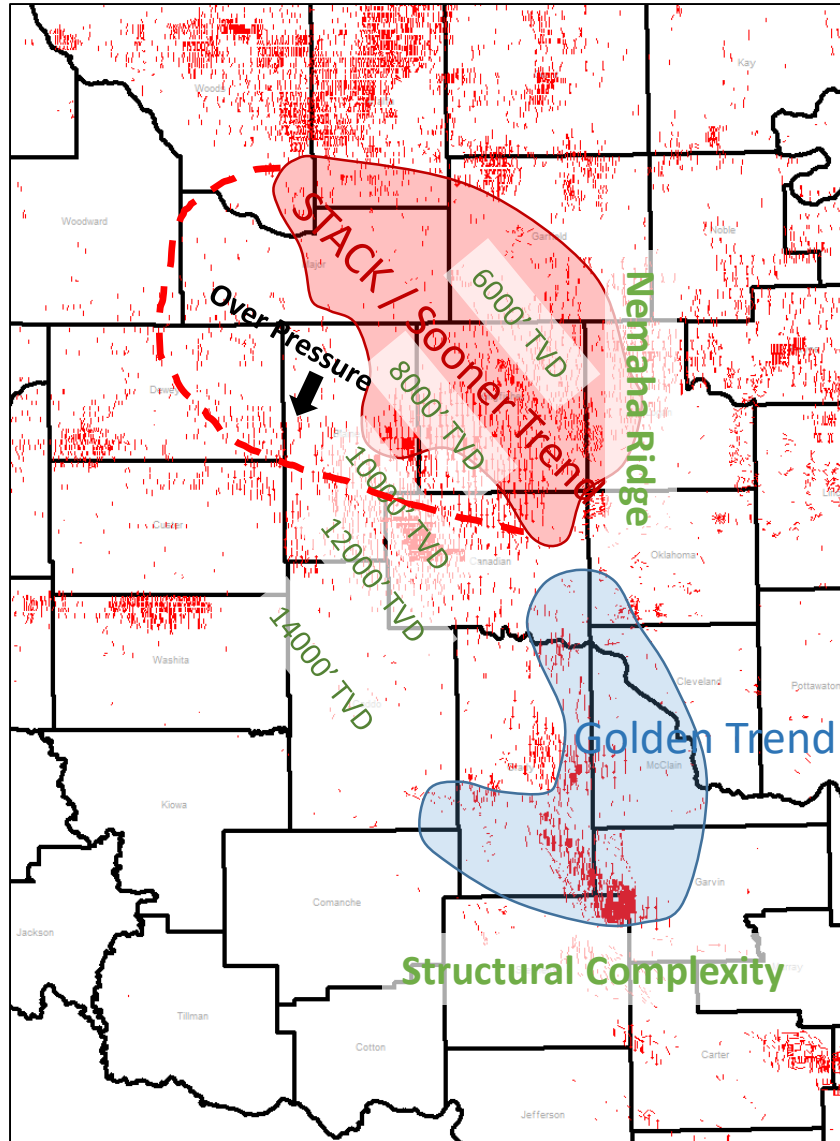 Kay
Woods
Woodward
Noble
Garfield
Major
STACK / Sooner Trend
6000' TVD
Nemaha Ridge
Over Pressure
8000' TVD
Dewey
10000' TVD
Custer
12000' TVD
Canadian
Oklahoma
14000' TVD
Washita
Cleveland
Pottawaton
Golden Trend
Grady
McClain
Kiowa
Garvin
Comanche
Jackson
Structural Complexity
Tillman
Cotton
Carter
Jefferson